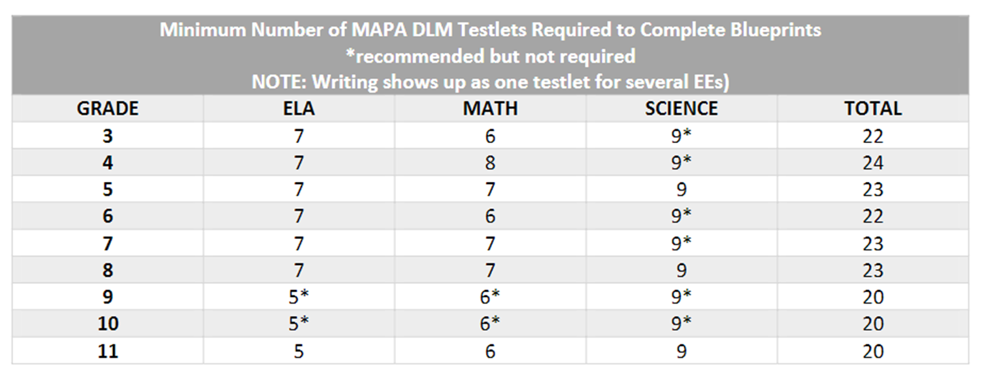 Minimum Number of MAPA DLM Testlets Required to Complete Blueprints
*recommended but not required
NOTE: Writing shows up as one testlet for several EEs)
GRADE ELA MATH SCIENCE TOTAL
3 7 6 9* 22
4 7 8 9* 24
5 7 7 9 23
6 7 6 9* 22
7 7 7 9* 23
8 7 7 9 23
9 5* 6* 9* 20
10 5* 6* 9* 20
11 5 6 9 20